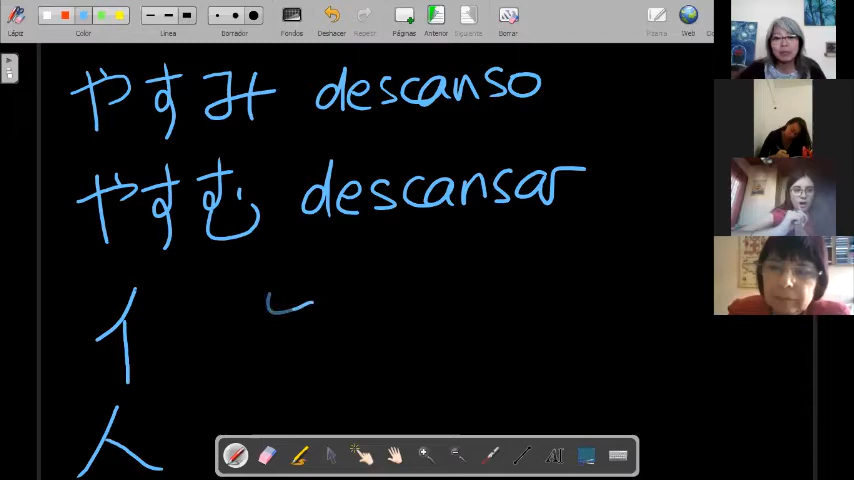 Lápiz Color Línea Borrador Fondos Deshacer Repetir Páginas Anterior Siguiente Borrar Pizarra Web
やすみ descanso
やすむ descansar
亻
人